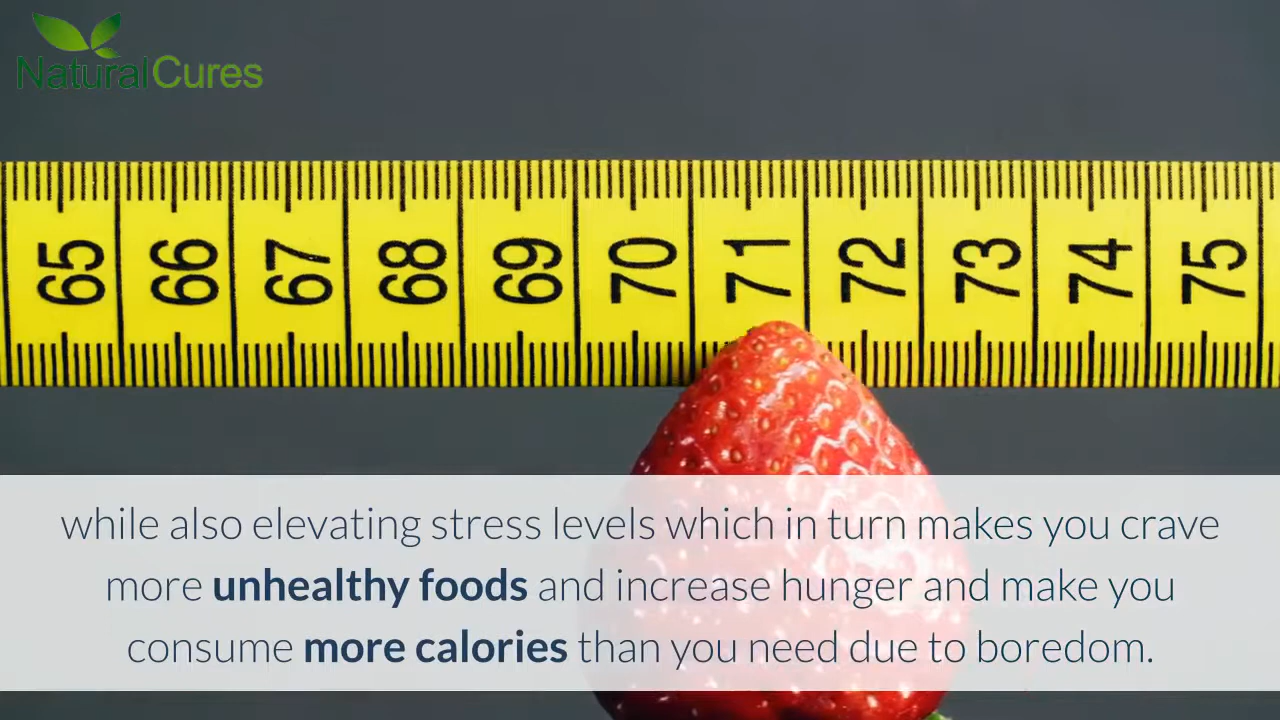 NaturalCures
65 66 67 68 69 70 71 72 73 74 75
while also elevating stress levels which in turn makes you crave
more unhealthy foods and increase hunger and make you
consume more calories than you need due to boredom.